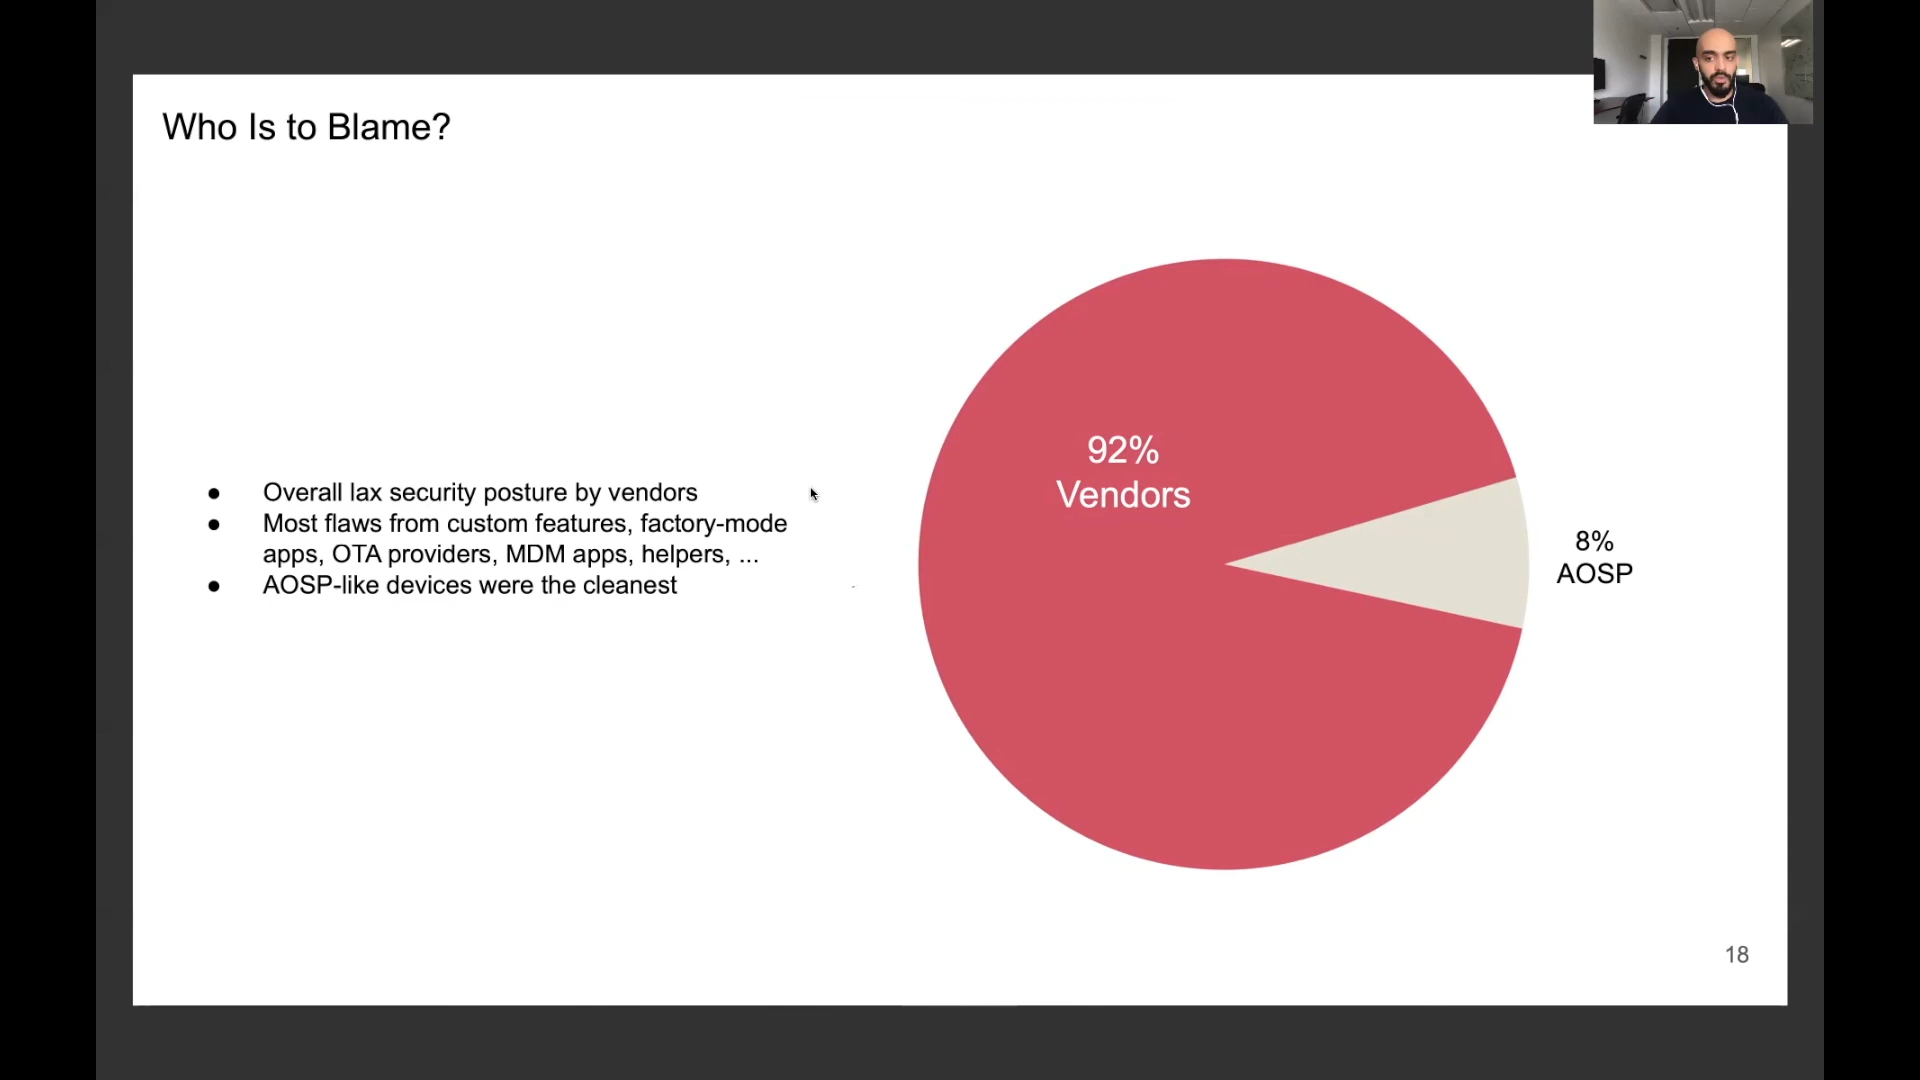 Who Is to Blame?
● Overall lax security posture by vendors
● Most flaws from custom features, factory-mode
apps, OTA providers, MDM apps, helpers, ...
● AOSP-like devices were the cleanest
92%
Vendors
8%
AOSP
18